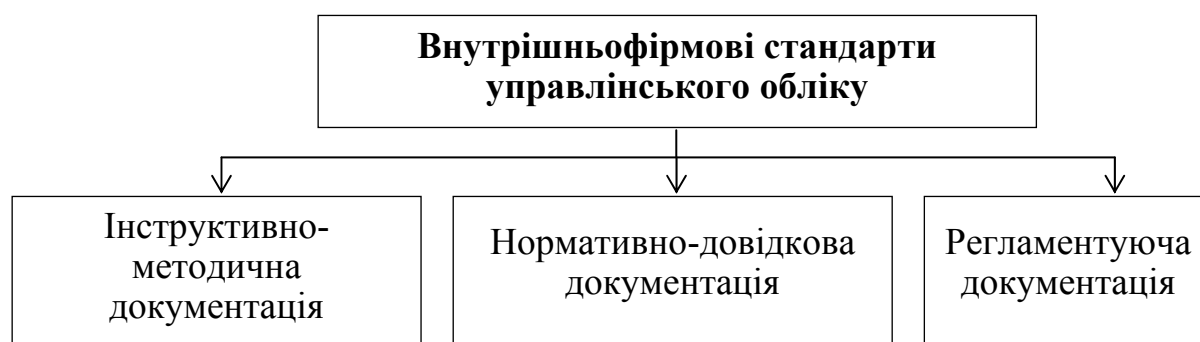 Внутрішньофірмові стандарти
управлінського обліку
Інструктивно-
методична
документація
Нормативно-довідкова
документація
Регламентуюча
документація